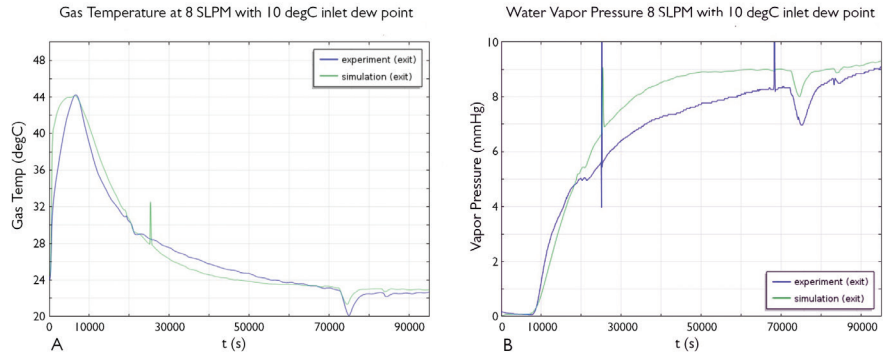 Gas Temperature at 8 SLPM with 10 degC inlet dew point
Gas Temp (degC)
48
44
40
36
32
28
24
20
experiment (exit)
simulation (exit)
0
10000
30000
50000
70000
90000
A
t (s)
Water Vapor Pressure 8 SLPM with 10 degC inlet dew point
Vapor Pressure (mmHg)
10
8
6
4
2
0
experiment (exit)
simulation (exit)
0
10000
30000
50000
70000
90000
B
t (s)